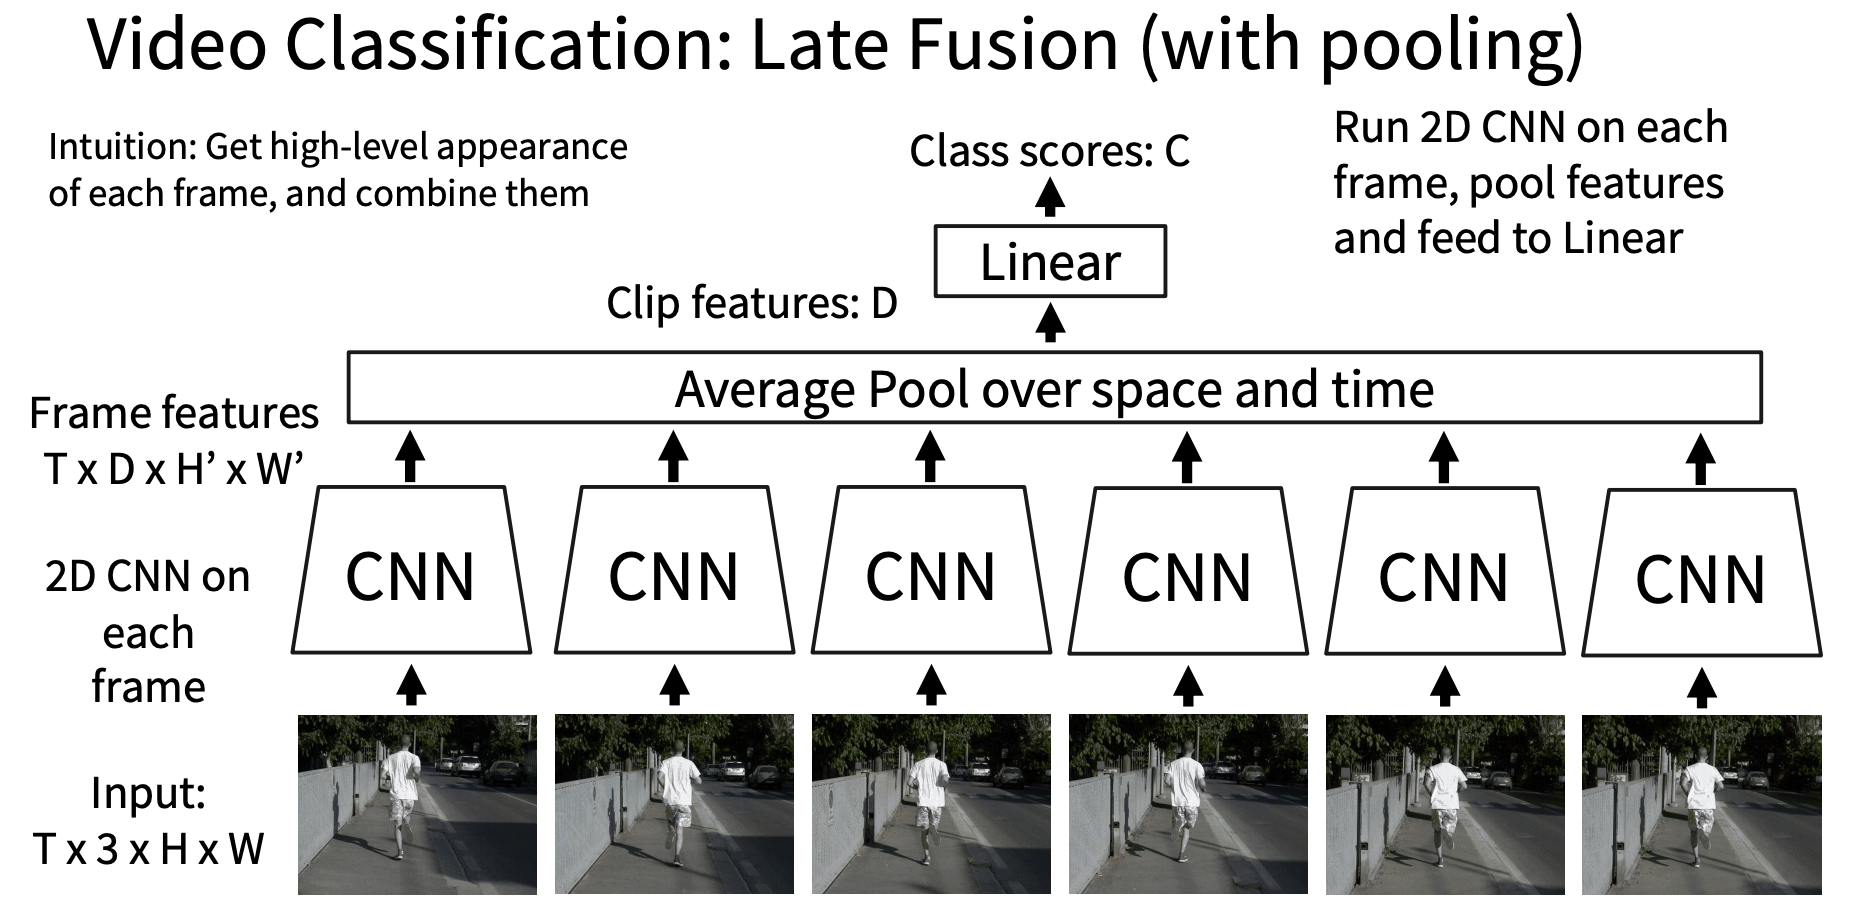 Video Classification: Late Fusion (with pooling)
Intuition: Get high-level appearance
of each frame, and combine them
Class scores: C
Run 2D CNN on each
frame, pool features
and feed to Linear
Linear
Clip features: D
Average Pool over space and time
Frame features
T x D x H’ x W’
CNN CNN CNN CNN CNN CNN
2D CNN on
each
frame
Input:
T x 3 x H x W